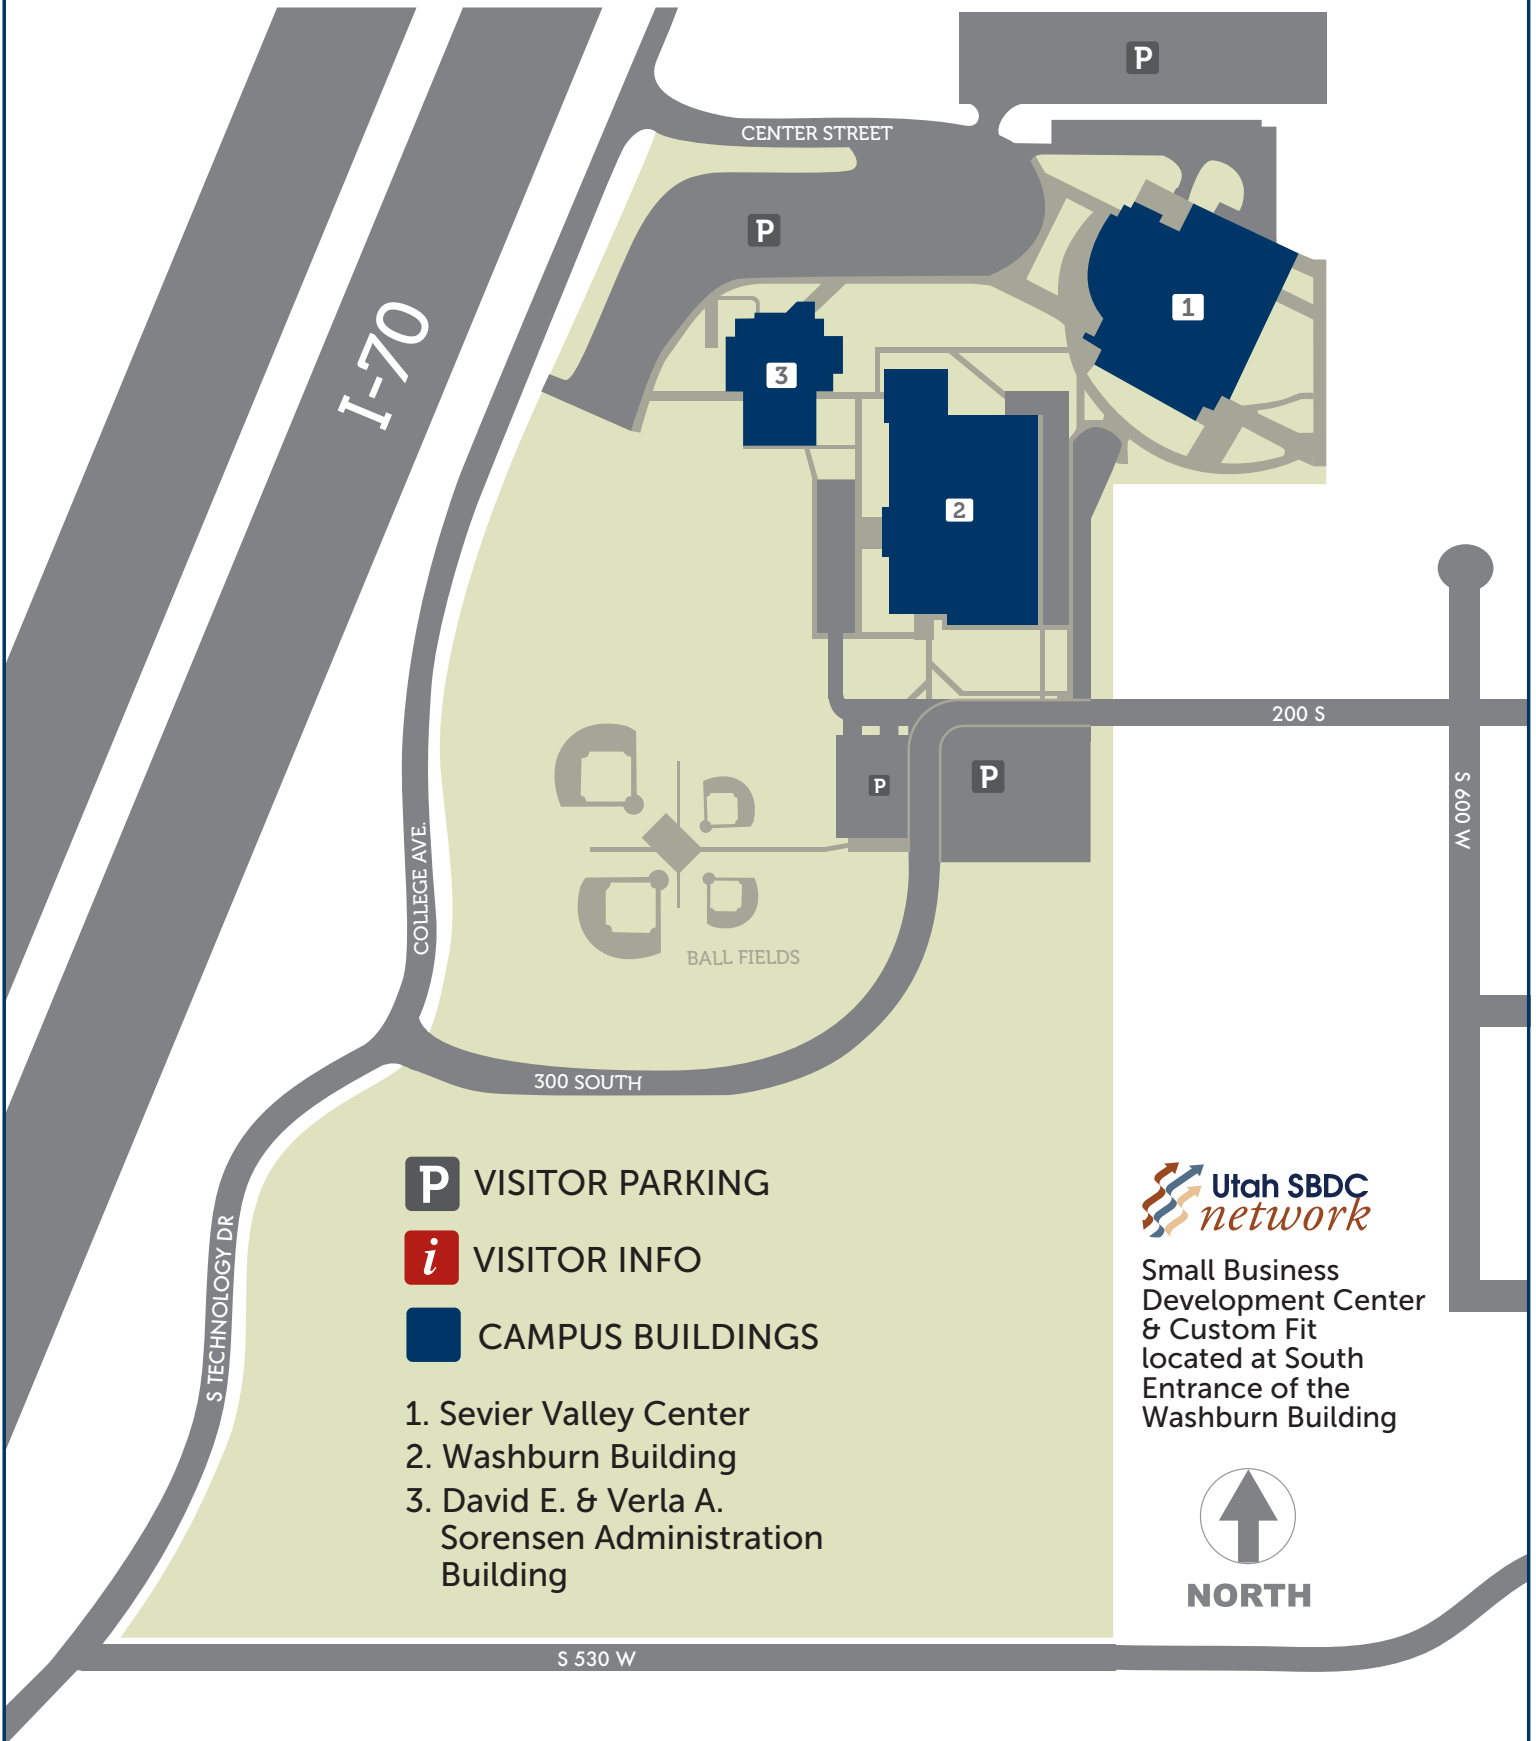 P
CENTER STREET
P
1
I-70
3
2
200 S
S 600 W
P
P
COLLEGE AVE.
BALL FIELDS
300 SOUTH
P VISITOR PARKING
i VISITOR INFO
CAMPUS BUILDINGS
1. Sevier Valley Center
2. Washburn Building
3. David E. & Verla A.
Sorensen Administration
Building
S TECHNOLOGY DR
Utah SBDC
network
Small Business
Development Center
& Custom Fit
located at South
Entrance of the
Washburn Building
NORTH
S 530 W